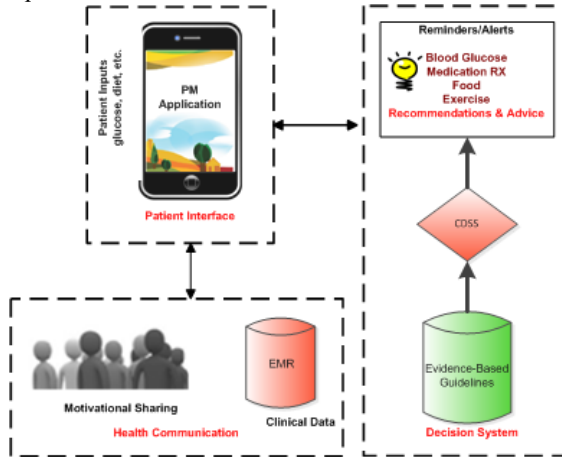 Patient Inputs
glucose, diet, etc.
PM
Application
Patient Interface
Reminders/Alerts
Blood Glucose
Medication RX
Food
Exercise
Recommendations & Advice
CDSS
Evidence-Based
Guidelines
Decision System
EMR
Motivational Sharing
Clinical Data
Health Communication